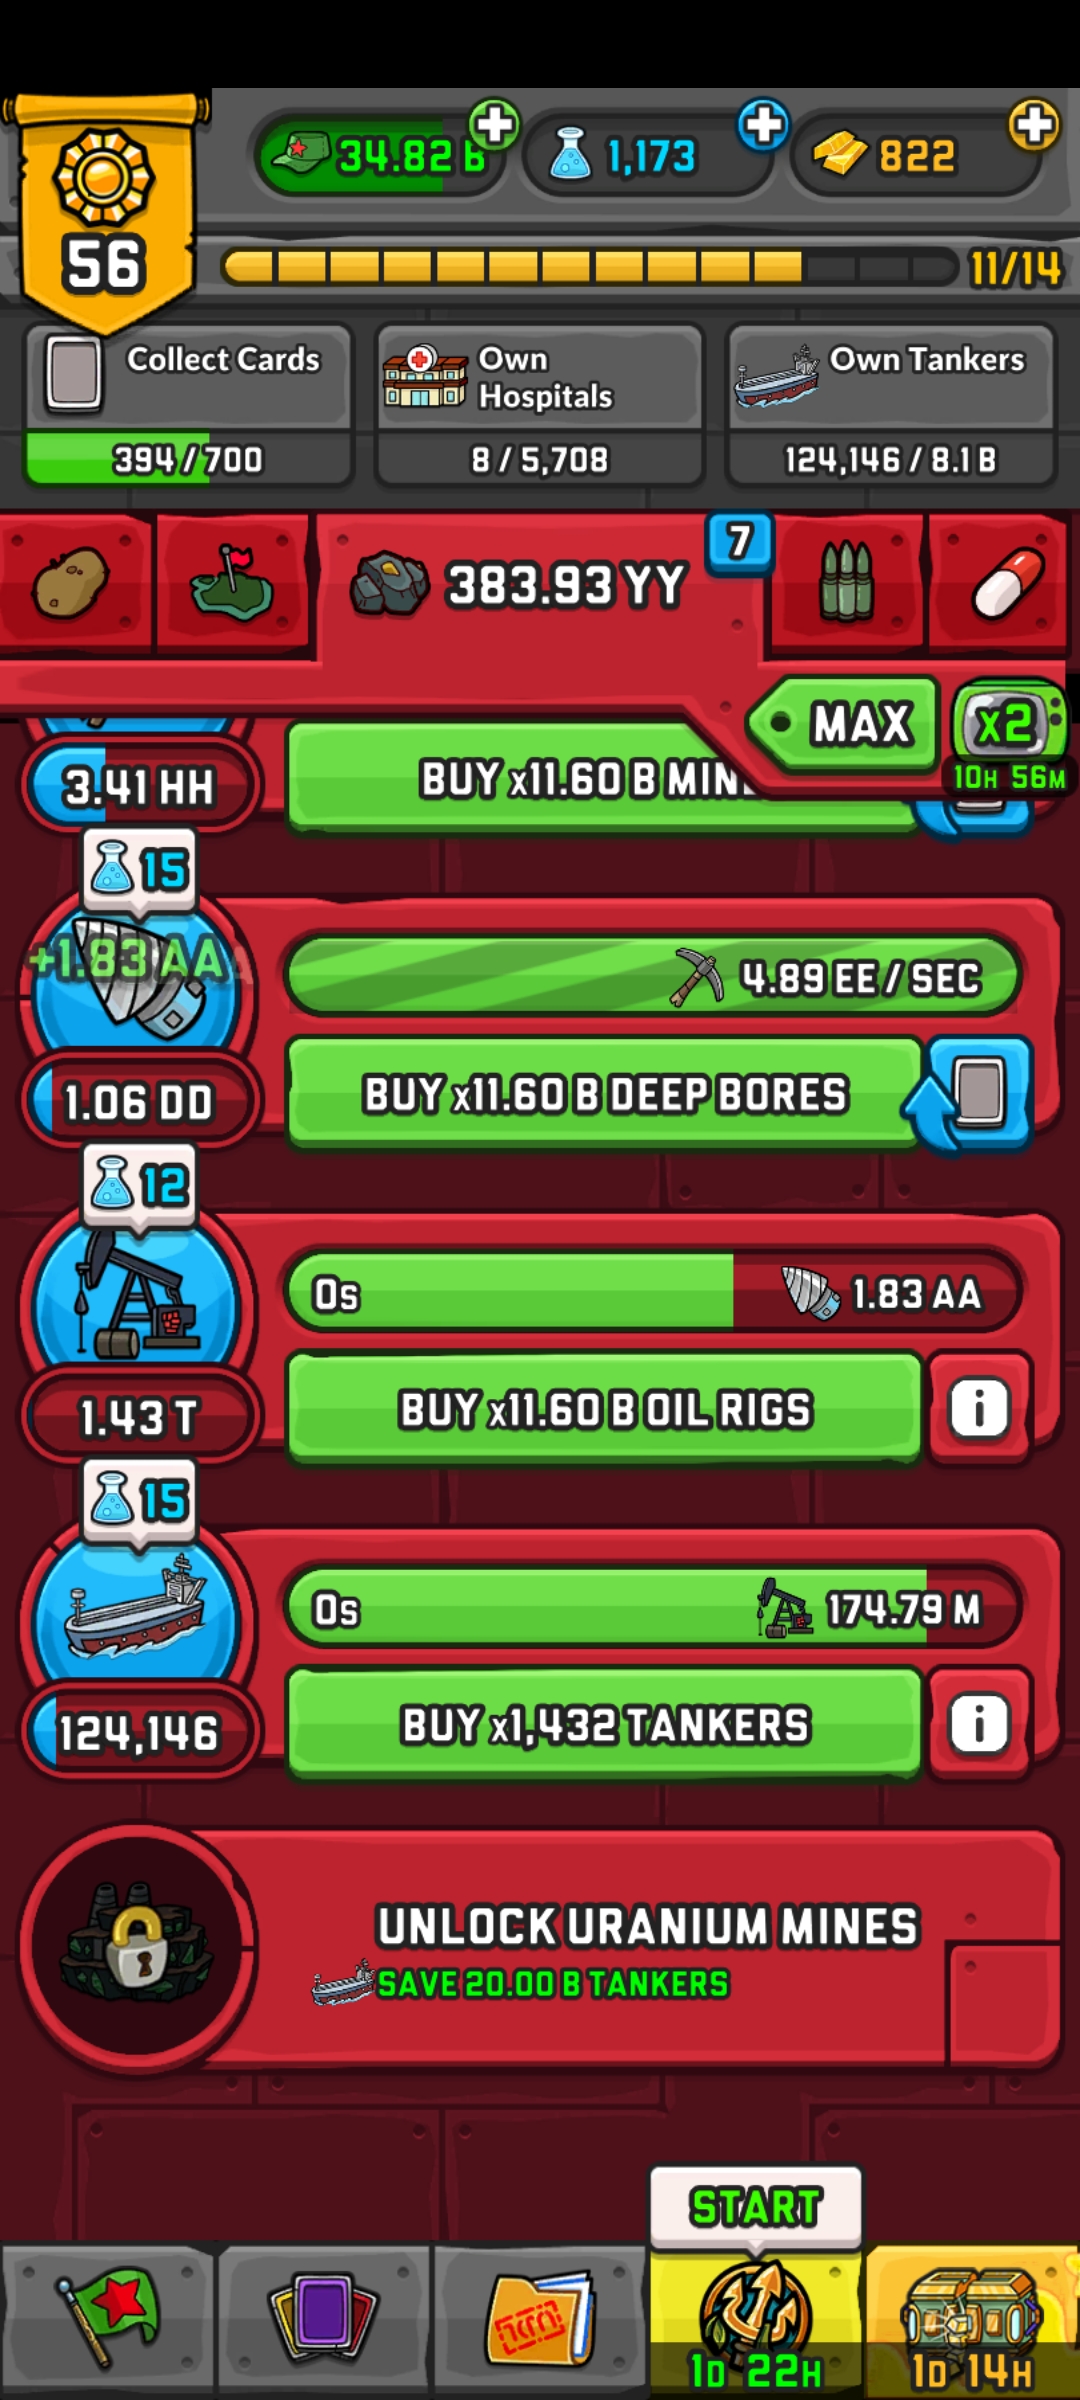 34.82 B
1,173
822
56
11/14
Collect Cards
394/700
Own
Hospitals
8/5,708
Own Tankers
124,146/8.1 B
383.93 YY
7
MAX
x2
10H 56M
3.41 HH
BUY x11.60 B
15
+1.83 AA
4.89 EE/SEC
1.06 DD
BUY x11.60 B DEEP BORES
12
0s
1.83 AA
1.43 T
BUY x11.60 B OIL RIGS
i
15
0s
174.79 M
124,146
BUY x1,432 TANKERS
i
UNLOCK URANIUM MINES
SAVE 20.00 B TANKERS
START
1D 22H
1D 14H